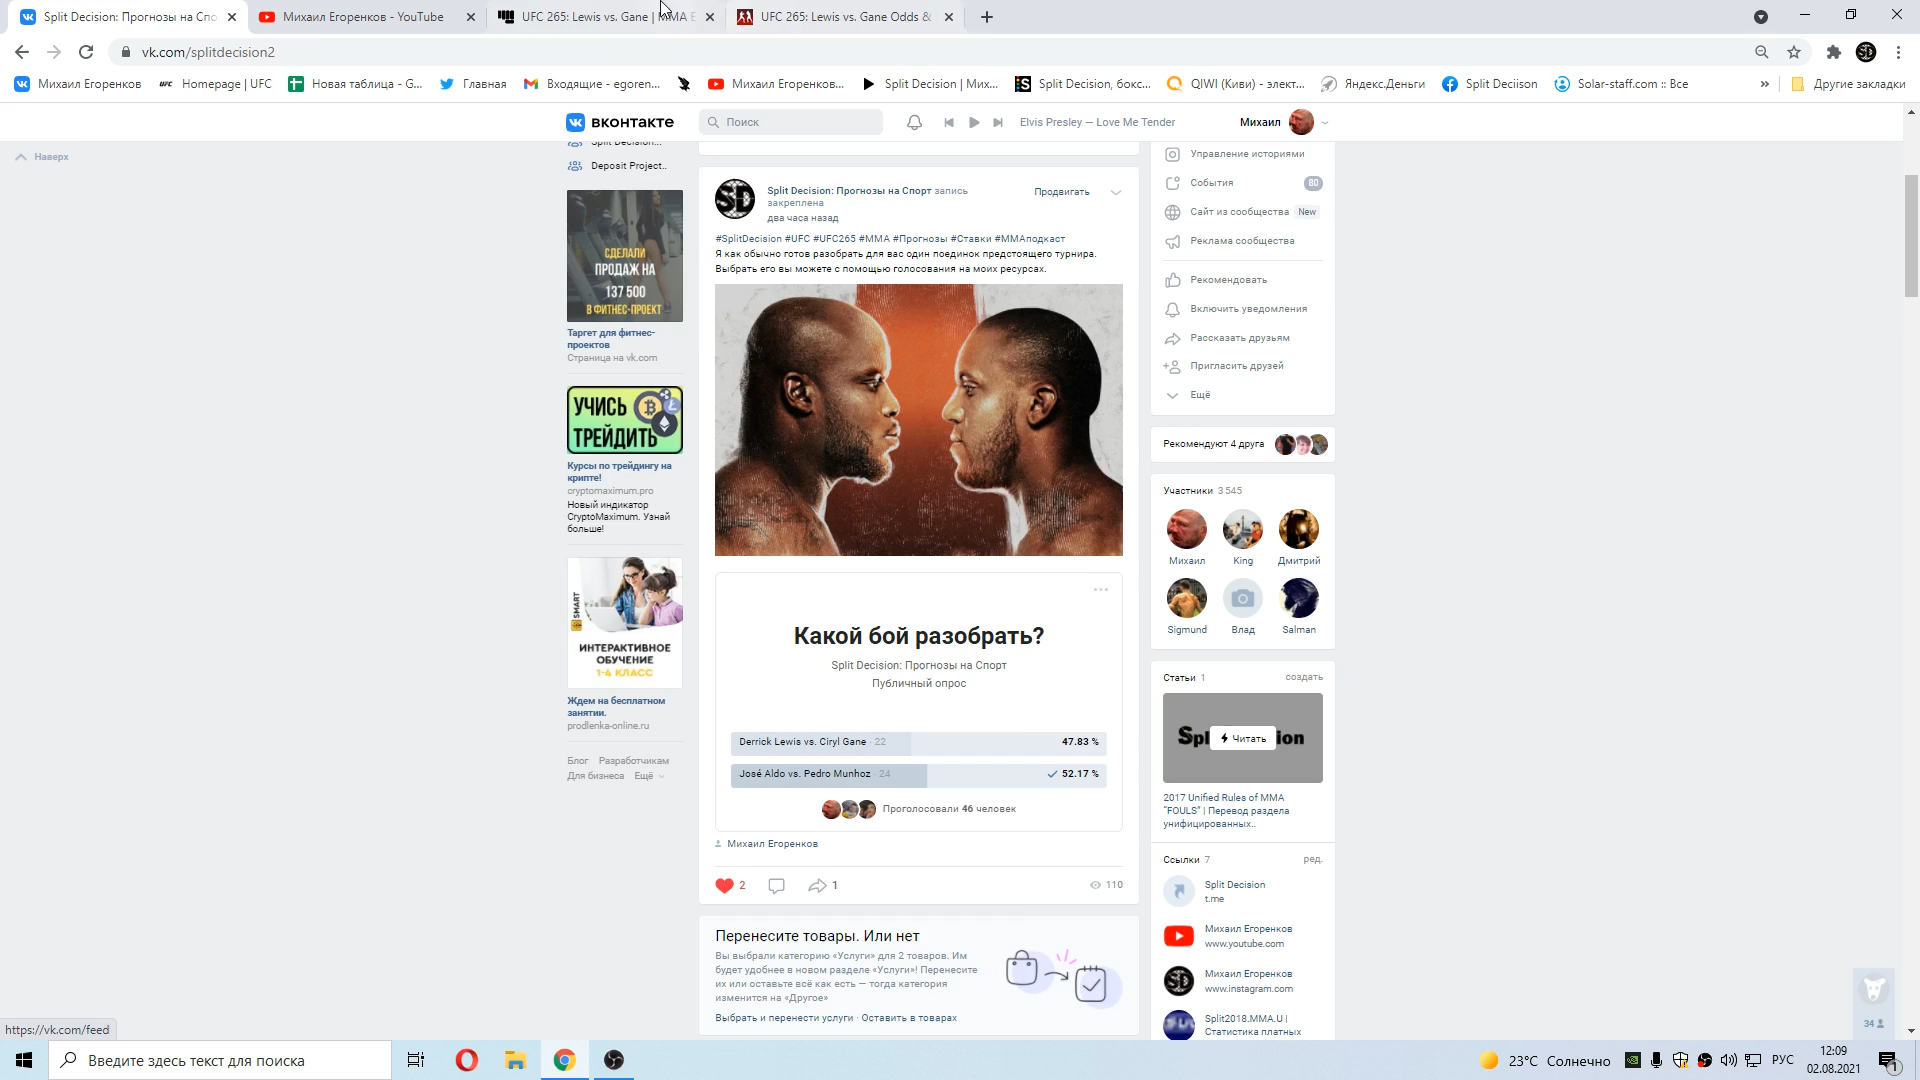 Split Decision: Прогнозы на Спо
Михаил Егоренков - YouTube
UFC 265: Lewis vs. Gane | MMA E
UFC 265: Lewis vs. Gane Odds &
vk.com/splitdecision2
Михаил Егоренков
Homepage | UFC
Новая таблица - G...
Главная
Входящие - egoren...
Михаил Егоренков...
Split Decision | Мих...
Split Decision, бокс...
QIWI (Киви) - элект...
Яндекс.Деньги
Split Deciison
Solar-staff.com :: Все
»
Другие закладки
вконтакте
Поиск
Elvis Presley – Love Me Tender
Михаил
Наверх
Split Decision...
Deposit Project..
СДЕЛАЛИ
ПРОДАЖ НА
137 500
В ФИТНЕС-ПРОЕКТ
Таргет для фитнес-
проектов
Страница на vk.com
УЧИСЬ
ТРЕЙДИТЬ
Курсы по трейдингу на
крипте!
cryptomaximum.pro
Новый индикатор
CryptoMaximum. Узнай
больше!
SMART
ИНТЕРАКТИВНОЕ
ОБУЧЕНИЕ
1-4 КЛАСС
Ждем на бесплатном
занятии.
prodlenka-online.ru
Блог Разработчикам
Для бизнеса Ещё
SD
Split Decision: Прогнозы на Спорт запись
закреплена
два часа назад
Продвигать
#SplitDecision #UFC #UFC265 #MMA #Прогнозы #Ставки #ММАподкаст
Я как обычно готов разобрать для вас один поединок предстоящего турнира.
Выбрать его вы можете с помощью голосования на моих ресурсах.
Какой бой разобрать?
Split Decision: Прогнозы на Спорт
Публичный опрос
Derrick Lewis vs. Ciryl Gane · 22 47.83 %
José Aldo vs. Pedro Munhoz · 24 52.17 %
Проголосовали 46 человек
Михаил Егоренков
2 1 110
Перенесите товары. Или нет
Вы выбрали категорию «Услуги» для 2 товаров. Им
будет удобнее в новом разделе «Услуги»! Перенесите
их или оставьте всё как есть – тогда категория
изменится на «Другое»
Выбрать и перенести услуги · Оставить в товарах
Управление историями
События 80
Сайт из сообщества New
Реклама сообщества
Рекомендовать
Включить уведомления
Рассказать друзьям
Пригласить друзей
Ещё
Рекомендуют 4 друга
Участники 3 545
Михаил King Дмитрий
Sigmund Влад Salman
Статьи 1 создать
Читать
2017 Unified Rules of MMA
"FOULS" | Перевод раздела
унифицированных..
Ссылки 7 ред.
Split Decision
t.me
Михаил Егоренков
www.youtube.com
Михаил Егоренков
www.instagram.com
Split2018.MMA.U |
Статистика платных
34
https://vk.com/feed
Введите здесь текст для поиска
23°C Солнечно
РУС
12:09
02.08.2021
1